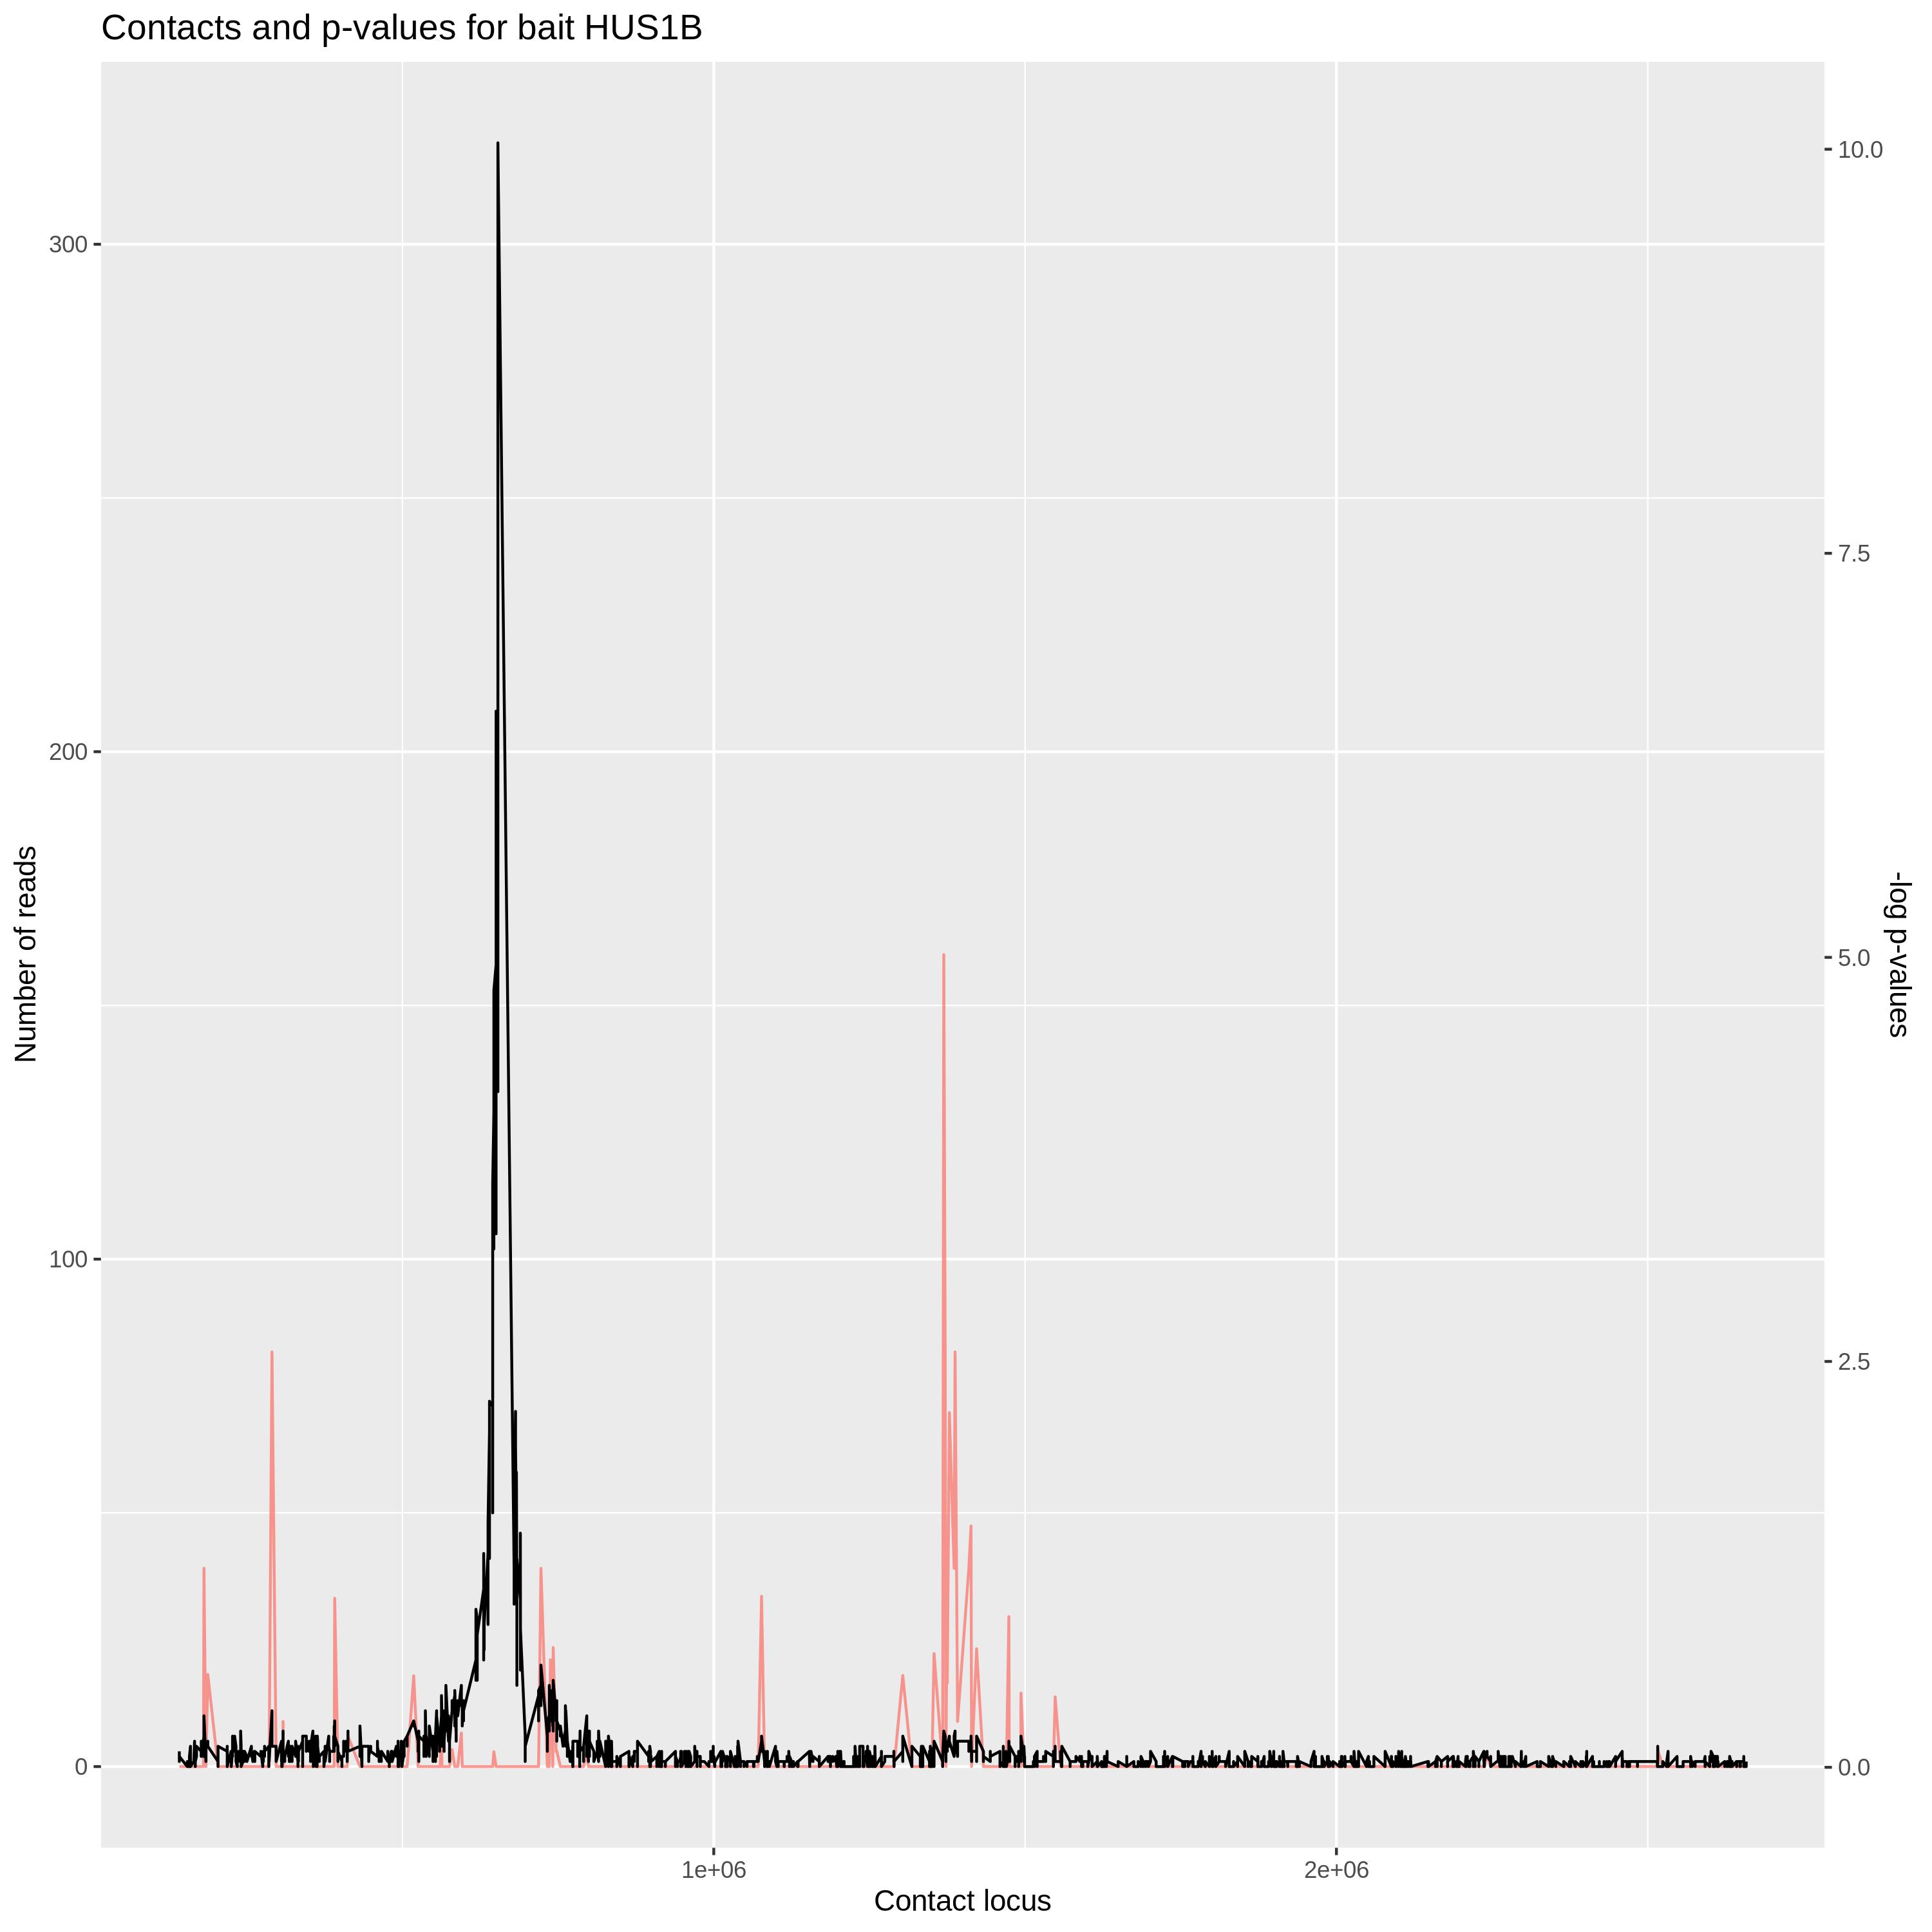 Contacts and p-values for bait HUS1B
10.0
300
7.5
200
5.0
Number of reads
-log p-values
100
2.5
0
0.0
1e+06
2e+06
Contact locus